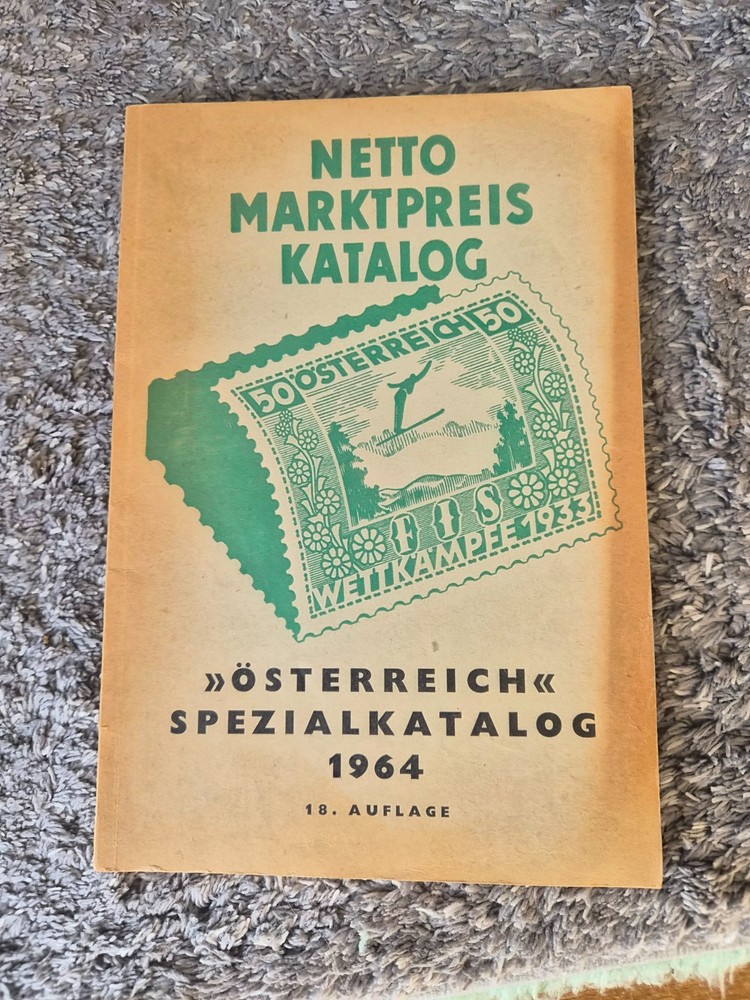 NETTO
MARKTPREIS
KATALOG
50 ÖSTERREICH 50
FIS
WETTKÄMPFE 1933
»ÖSTERREICH«
SPEZIALKATALOG
1964
18. AUFLAGE